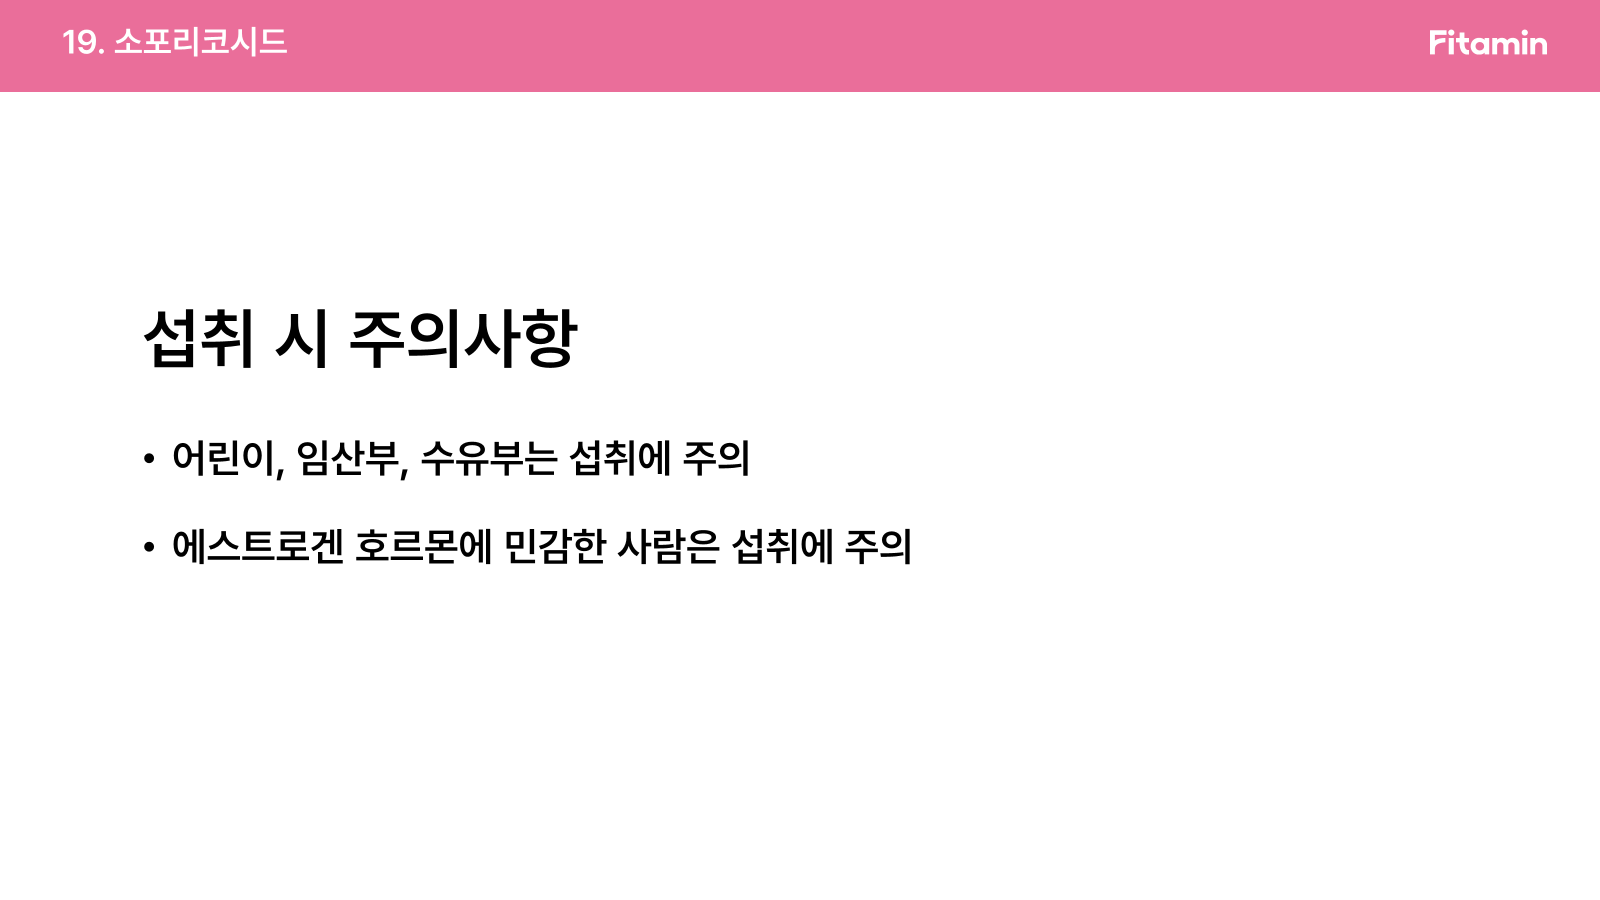 19. 소포리코시드
Fitamin
섭취 시 주의사항
• 어린이, 임산부, 수유부는 섭취에 주의
• 에스트로겐 호르몬에 민감한 사람은 섭취에 주의